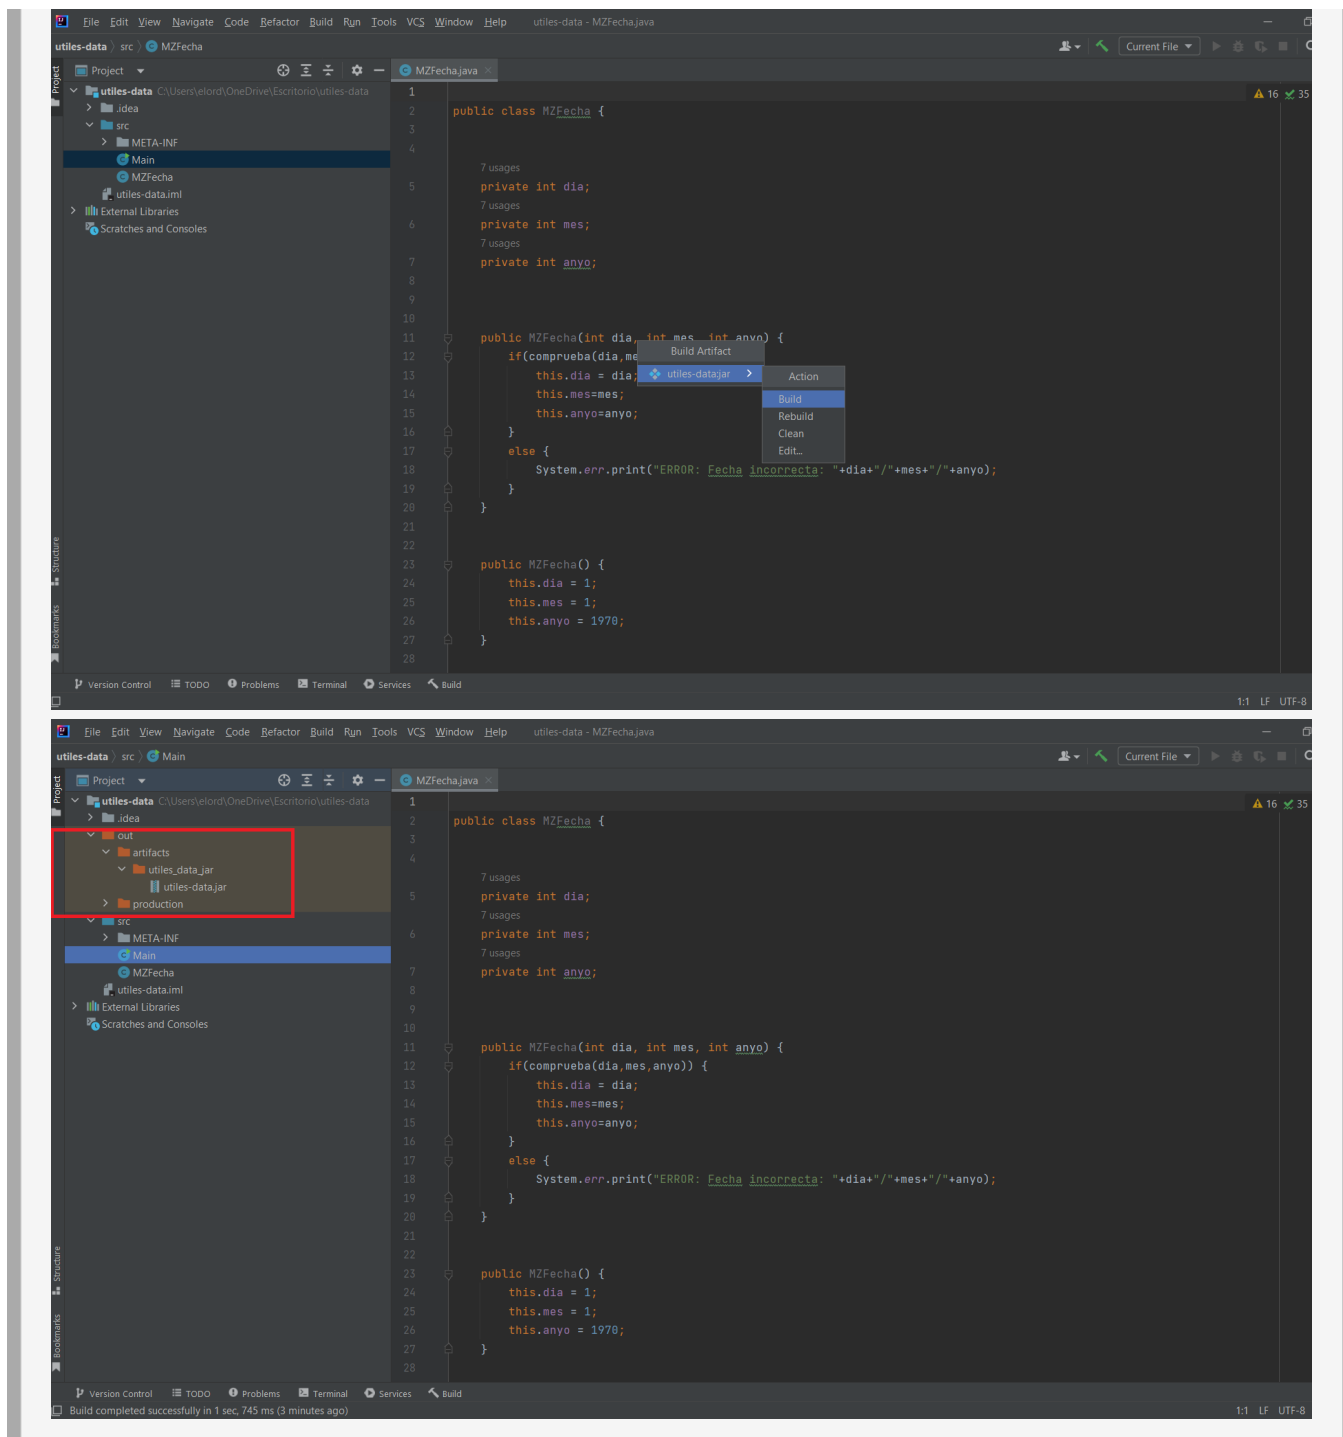 File Edit View Navigate Code Refactor Build Run Tools VCS Window Help utiles-data - MZFecha.java
utiles-data src MZFecha Current File
Project Project MZFecha.java
utiles-data C:\Users\elord\OneDrive\Escritorio\utiles-data 1 16 35
.idea 2 public class MZFecha {
src 3
META-INF 4
Main 7 usages
MZFecha 5 private int dia;
utiles-data.iml 7 usages
External Libraries 6 private int mes;
Scratches and Consoles 7 usages
7 private int anyo;
8
9
10
11 public MZFecha(int dia, int mes, int anyo) {
Build Artifact
12 if(comprueba(dia,me
13 this.dia = dia; utiles-data:jar Action
14 this.mes=mes; Build
15 this.anyo=anyo; Rebuild
16 } Clean
17 else { Edit...
18 System.err.print("ERROR: Fecha incorrecta: "+dia+"/"+mes+"/"+anyo);
19 }
20 }
21
22
Structure
23 public MZFecha() {
24 this.dia = 1;
25 this.mes = 1;
Bookmarks
26 this.anyo = 1970;
27 }
28
Version Control TODO Problems Terminal Services Build
1:1 LF UTF-8
File Edit View Navigate Code Refactor Build Run Tools VCS Window Help utiles-data - MZFecha.java
utiles-data src Main Current File
Project Project MZFecha.java
utiles-data C:\Users\elord\OneDrive\Escritorio\utiles-data 1 16 35
.idea 2 public class MZFecha {
out 3
artifacts 4
utiles_data_jar 7 usages
utiles-data.jar 5 private int dia;
production 7 usages
src 6 private int mes;
META-INF 7 usages
Main 7 private int anyo;
MZFecha 8
utiles-data.iml 9
External Libraries
Scratches and Consoles 10
11 public MZFecha(int dia, int mes, int anyo) {
12 if(comprueba(dia,mes,anyo)) {
13 this.dia = dia;
14 this.mes=mes;
15 this.anyo=anyo;
16 }
17 else {
18 System.err.print("ERROR: Fecha incorrecta: "+dia+"/"+mes+"/"+anyo);
19 }
20 }
21
22
Structure
23 public MZFecha() {
24 this.dia = 1;
25 this.mes = 1;
Bookmarks
26 this.anyo = 1970;
27 }
28
Version Control TODO Problems Terminal Services Build
Build completed successfully in 1 sec, 745 ms (3 minutes ago) 1:1 LF UTF-8